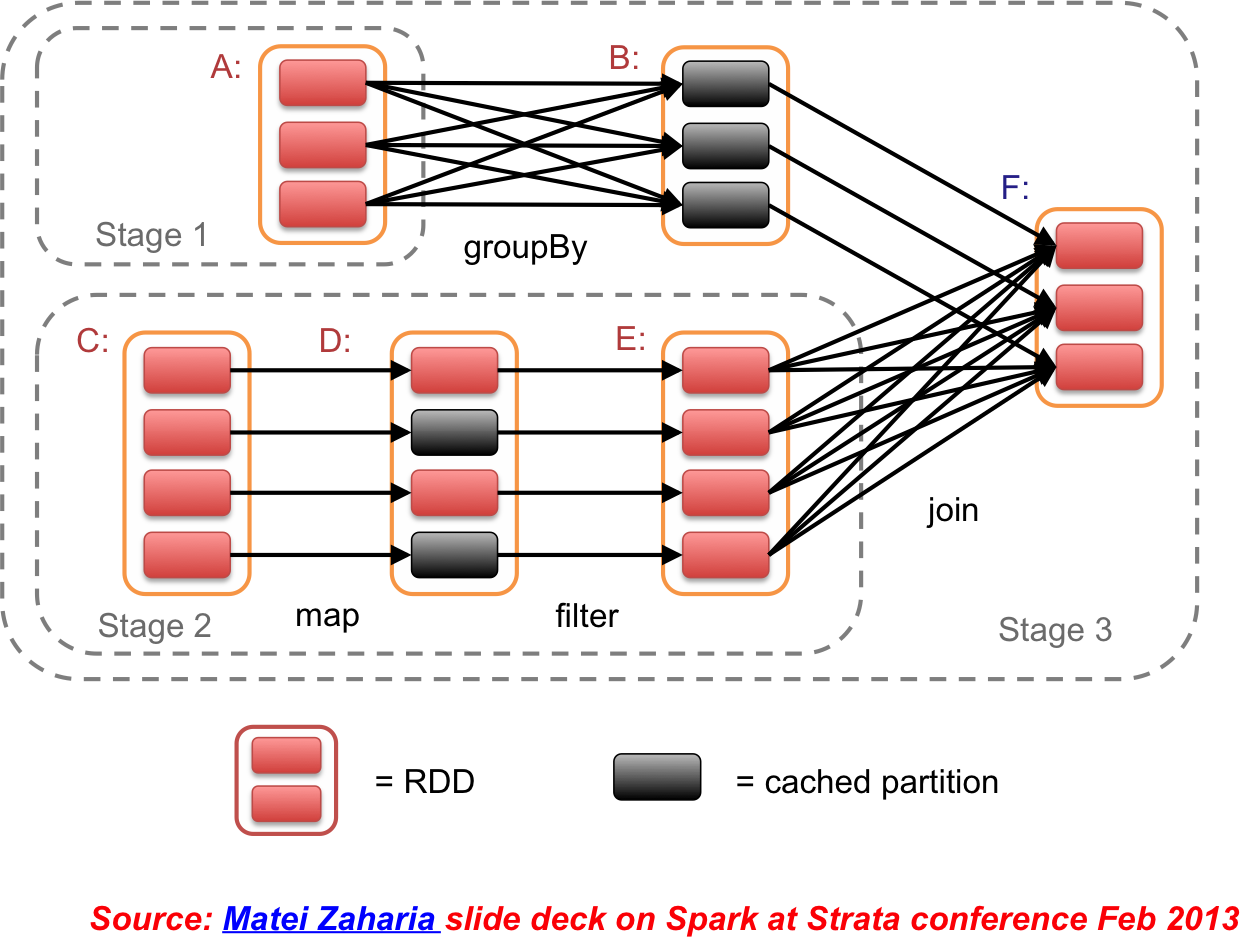 A:
B:
F:
Stage 1
groupBy
C:
D:
E:
join
Stage 2
map
filter
Stage 3
= RDD
= cached partition
Source: Matei Zaharia slide deck on Spark at Strata conference Feb 2013